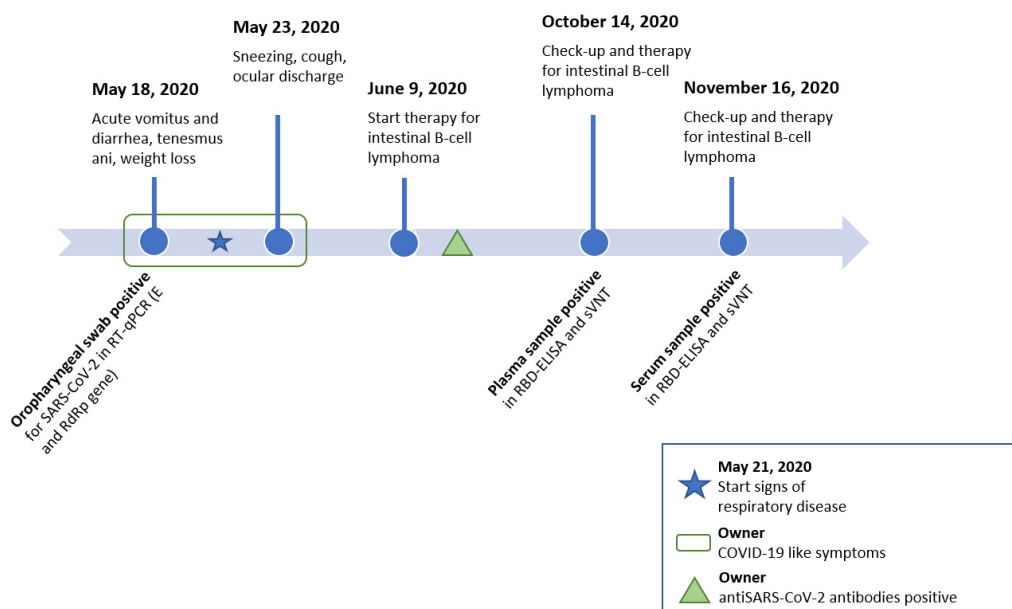 May 18, 2020
Acute vomitus and
diarrhea, tenesmus
ani, weight loss
May 23, 2020
Sneezing, cough,
ocular discharge
June 9, 2020
Start therapy for
intestinal B-cell
lymphoma
October 14, 2020
Check-up and therapy
for intestinal B-cell
lymphoma
November 16, 2020
Check-up and therapy
for intestinal B-cell
lymphoma
Oropharyngeal swab positive
for SARS-CoV-2 in RT-qPCR (E
and RdRp gene)
Plasma sample positive
in RBD-ELISA and sVNT
Serum sample positive
in RBD-ELISA and sVNT
May 21, 2020
Start signs of
respiratory disease
Owner
COVID-19 like symptoms
Owner
antiSARS-CoV-2 antibodies positive